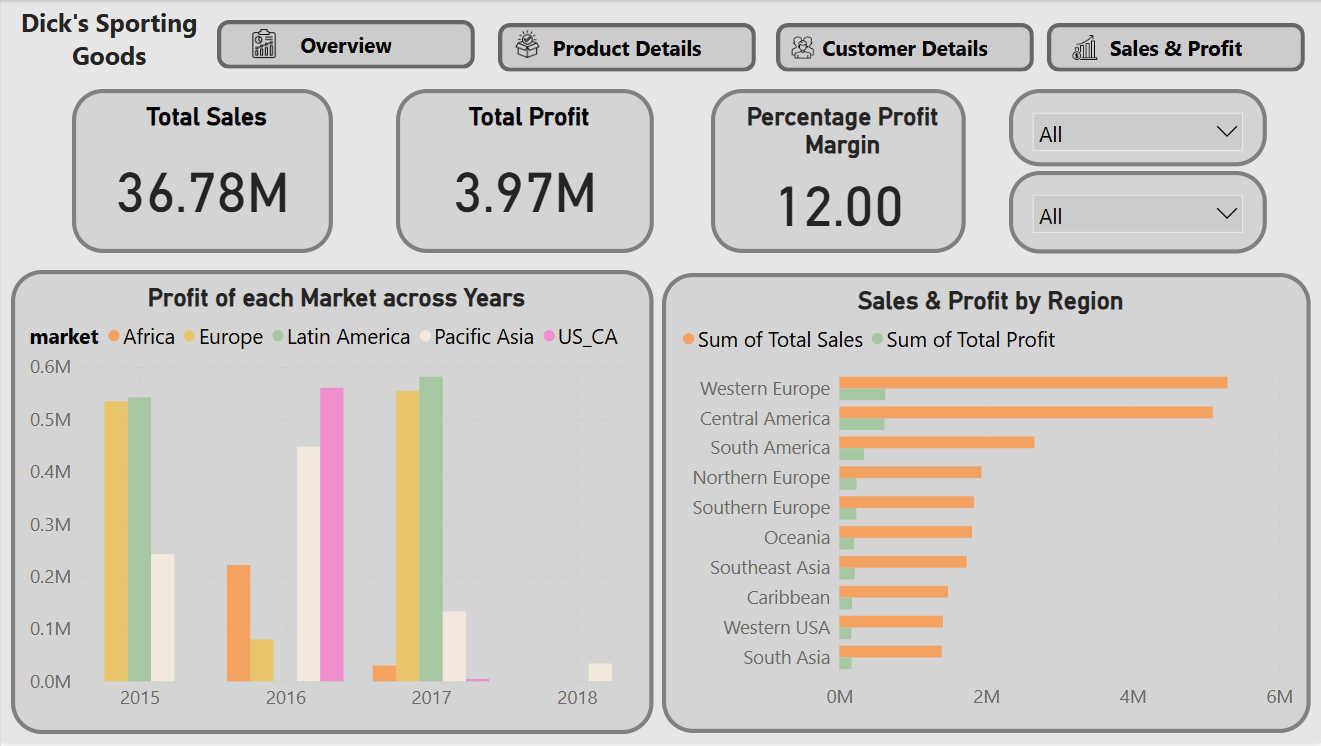 Dick's Sporting
Goods
Overview
Product Details
Customer Details
Sales & Profit
Total Sales
36.78M
Total Profit
3.97M
Percentage Profit
Margin
12.00
All
All
Profit of each Market across Years
market Africa Europe Latin America Pacific Asia US_CA
0.6M
0.5M
0.4M
0.3M
0.2M
0.1M
0.0M
2015 2016 2017 2018
Sales & Profit by Region
Sum of Total Sales Sum of Total Profit
Western Europe
Central America
South America
Northern Europe
Southern Europe
Oceania
Southeast Asia
Caribbean
Western USA
South Asia
0M 2M 4M 6M